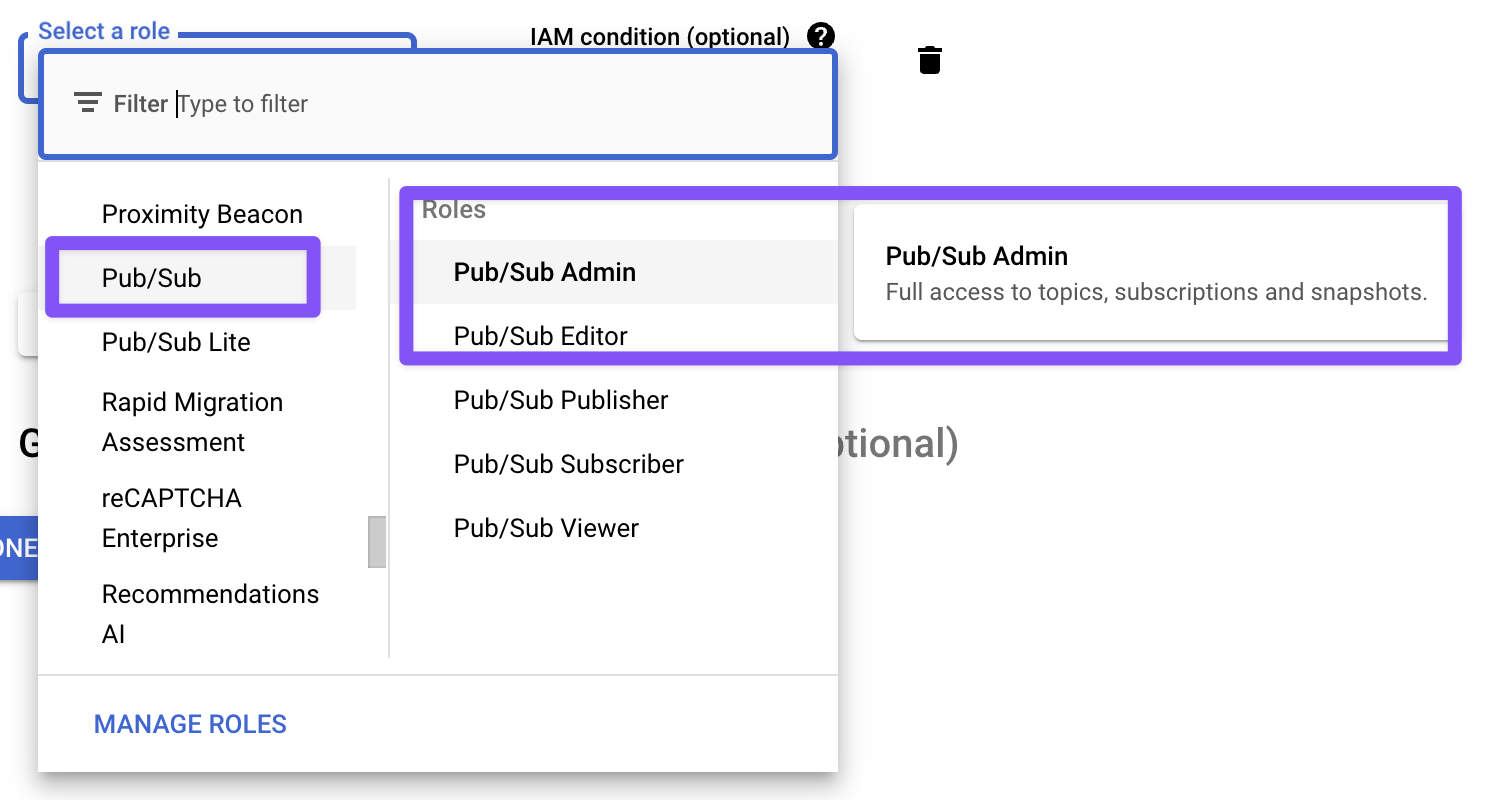 Select a role
IAM condition (optional)
Filter Type to filter
Proximity Beacon
Pub/Sub
Pub/Sub Lite
Rapid Migration
Assessment
reCAPTCHA
Enterprise
Recommendations
AI
Roles
Pub/Sub Admin
Pub/Sub Editor
Pub/Sub Publisher
Pub/Sub Subscriber
Pub/Sub Viewer
Pub/Sub Admin
Full access to topics, subscriptions and snapshots.
MANAGE ROLES